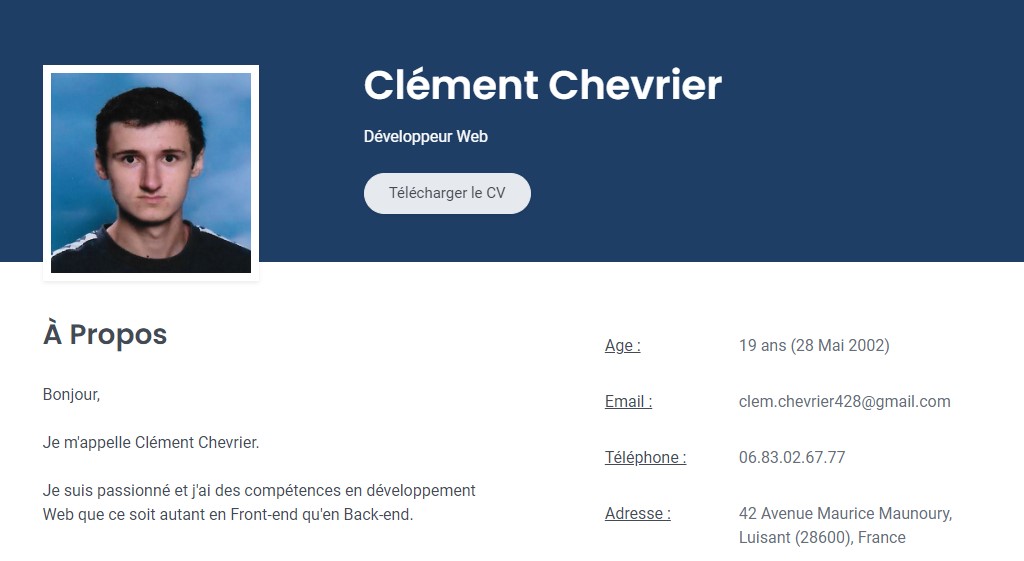 Clément Chevrier
Développeur Web
Télécharger le CV
À Propos
Bonjour,
Je m'appelle Clément Chevrier.
Je suis passionné et j'ai des compétences en développement
Web que ce soit autant en Front-end qu'en Back-end.
Age : 19 ans (28 Mai 2002)
Email : clem.chevrier428@gmail.com
Téléphone : 06.83.02.67.77
Adresse : 42 Avenue Maurice Maunoury,
Luisant (28600), France